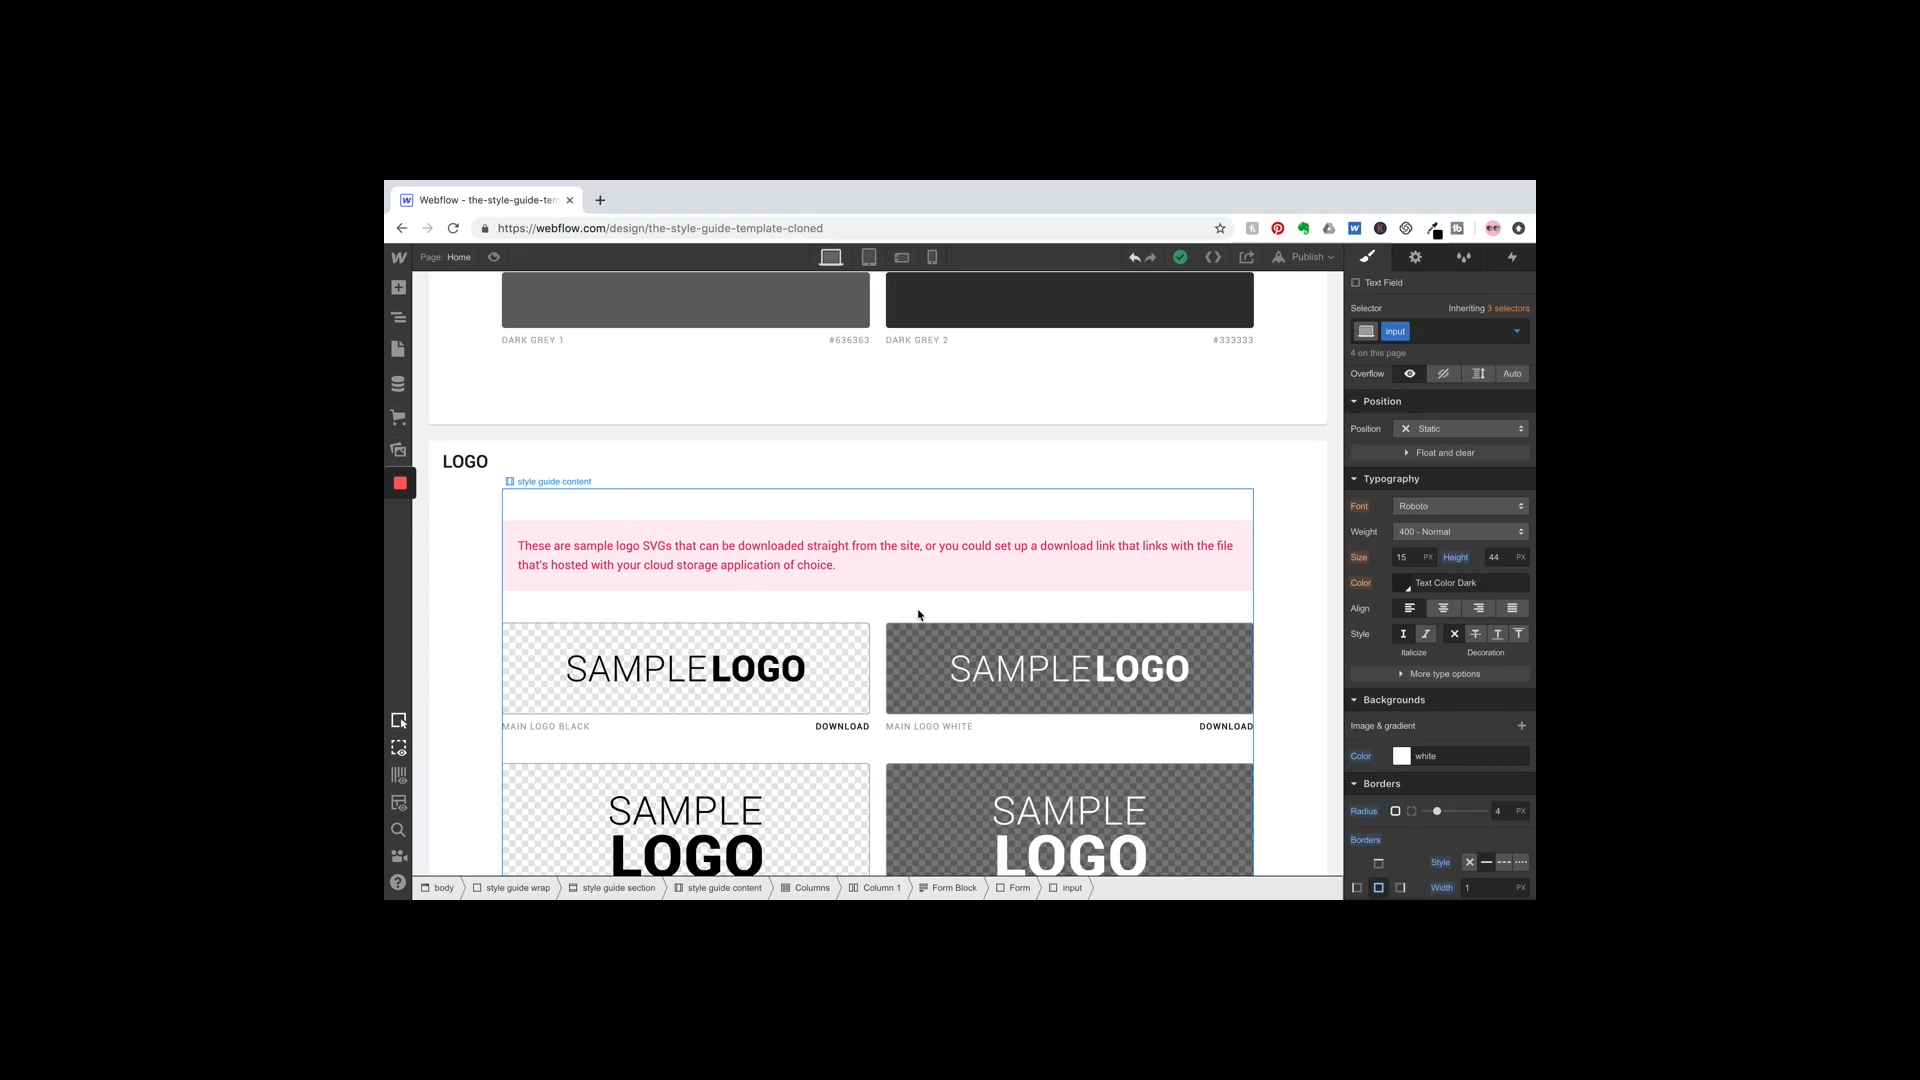 Webflow - the-style-guide-tem
https://webflow.com/design/the-style-guide-template-cloned
Page: Home
Publish
DARK GREY 1
#636363
DARK GREY 2
#333333
LOGO
style guide content
These are sample logo SVGs that can be downloaded straight from the site, or you could set up a download link that links with the file
that's hosted with your cloud storage application of choice.
SAMPLELOGO
SAMPLELOGO
MAIN LOGO BLACK
DOWNLOAD
MAIN LOGO WHITE
DOWNLOAD
SAMPLE
LOGO
SAMPLE
LOGO
body
style guide wrap
style guide section
style guide content
Columns
Column 1
Form Block
Form
input
Text Field
Selector
Inheriting 3 selectors
input
4 on this page
Overflow
Auto
Position
Position
Static
Float and clear
Typography
Font
Roboto
Weight
400 - Normal
Size
15 PX
Height
44 PX
Color
Text Color Dark
Align
Style
Italicize
Decoration
More type options
Backgrounds
Image & gradient
Color
white
Borders
Radius
4 PX
Borders
Style
Width
1 PX